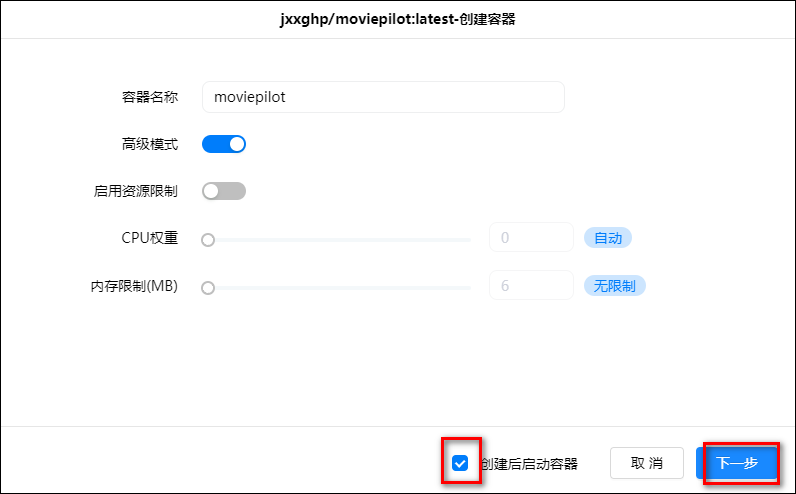 jxxghp/moviepilot:latest-创建容器
容器名称 moviepilot
高级模式
启用资源限制
CPU权重 0 自动
内存限制(MB) 6 无限制
创建后启动容器 取 消 下一步